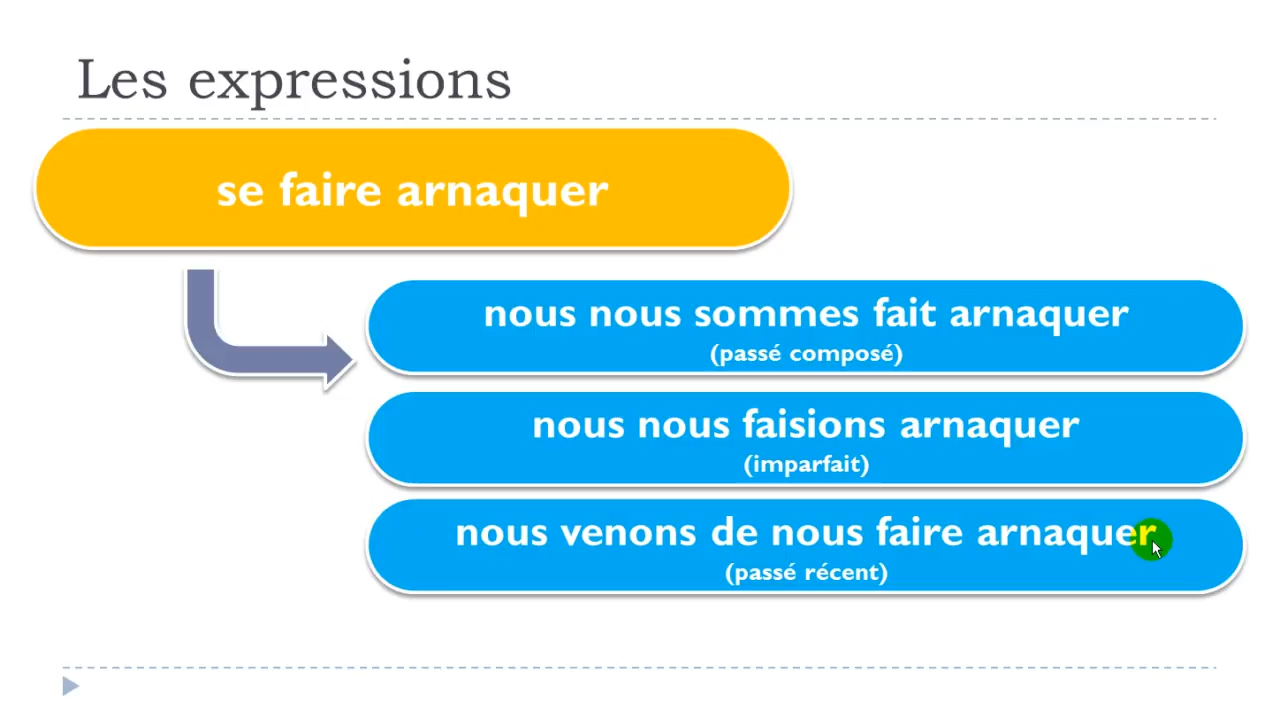 Les expressions
se faire arnaquer
nous nous sommes fait arnaquer
(passé composé)
nous nous faisions arnaquer
(imparfait)
nous venons de nous faire arnaquer
(passé récent)